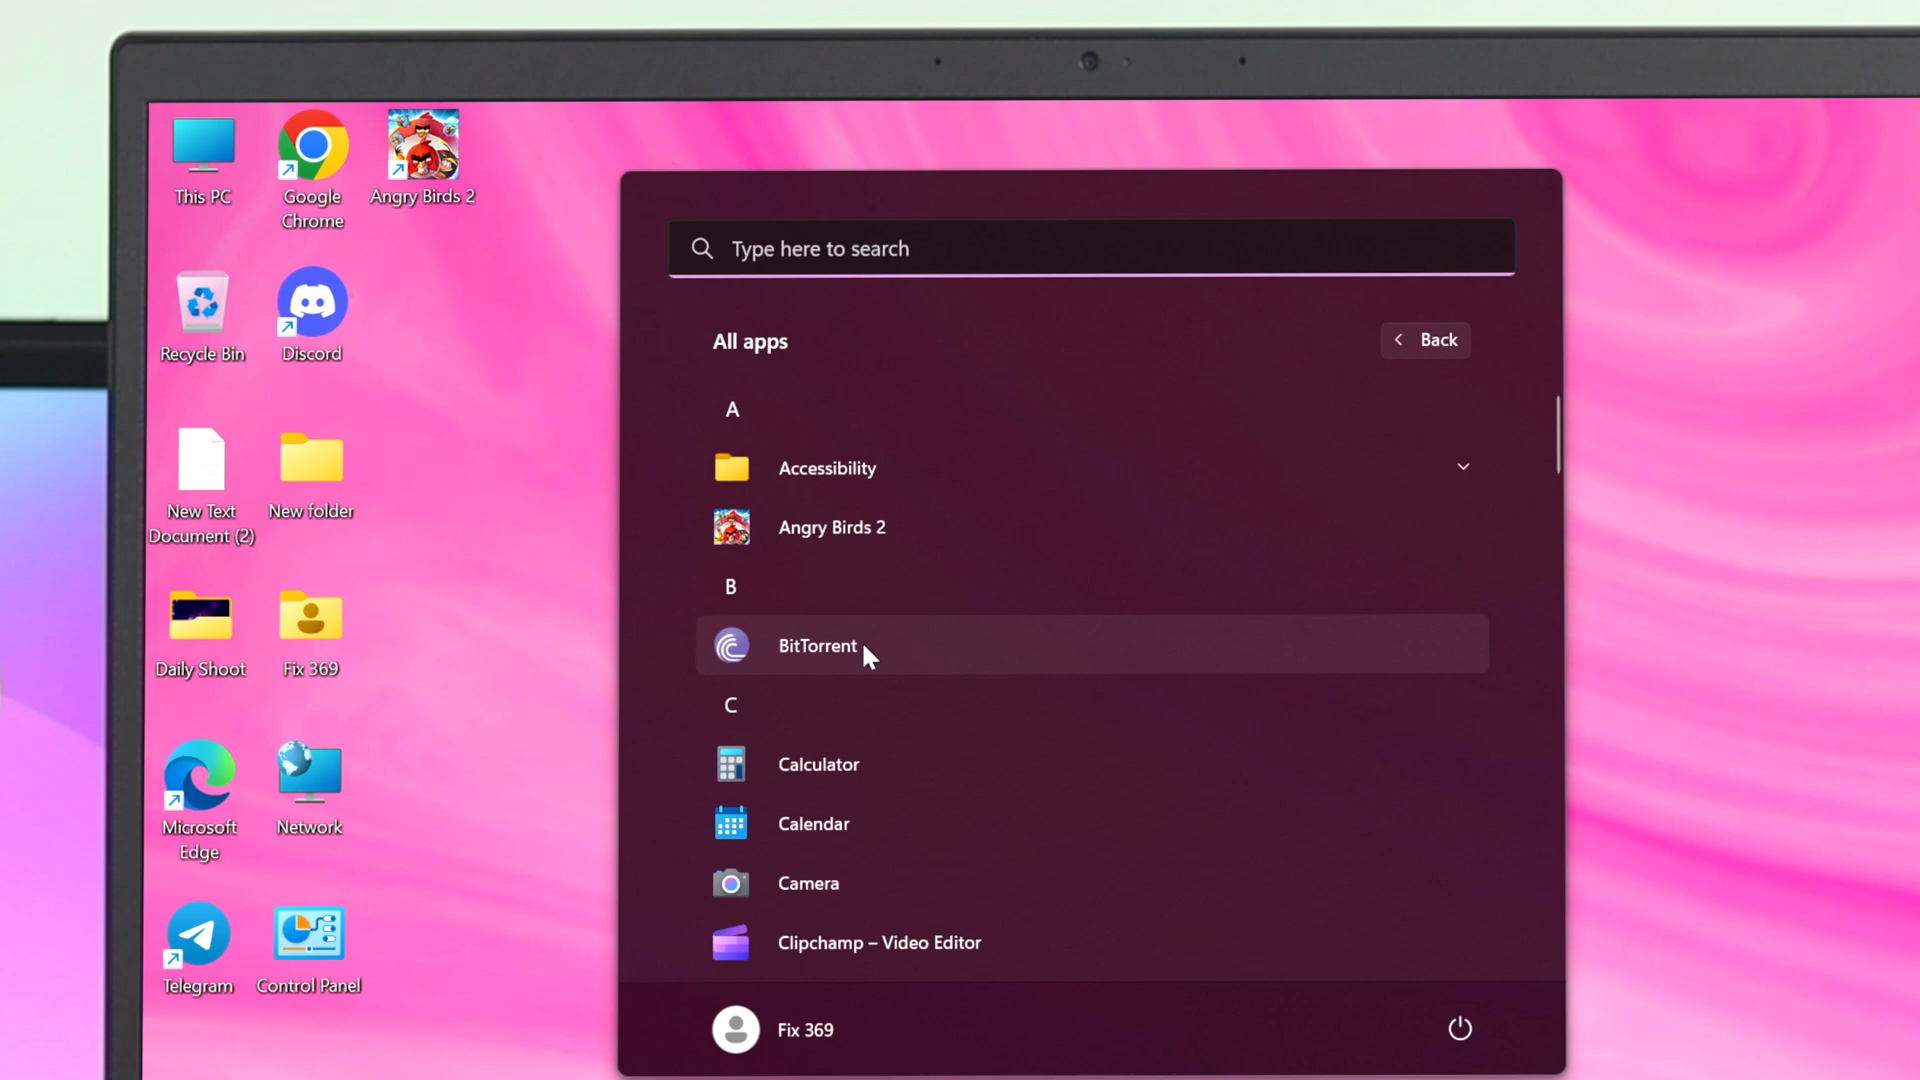 This PC
Google
Chrome
Angry Birds 2
Recycle Bin
Discord
New Text
Document (2)
New folder
Daily Shoot
Fix 369
Microsoft
Edge
Network
Telegram
Control Panel
Type here to search
All apps
Back
A
Accessibility
Angry Birds 2
B
BitTorrent
C
Calculator
Calendar
Camera
Clipchamp – Video Editor
Fix 369